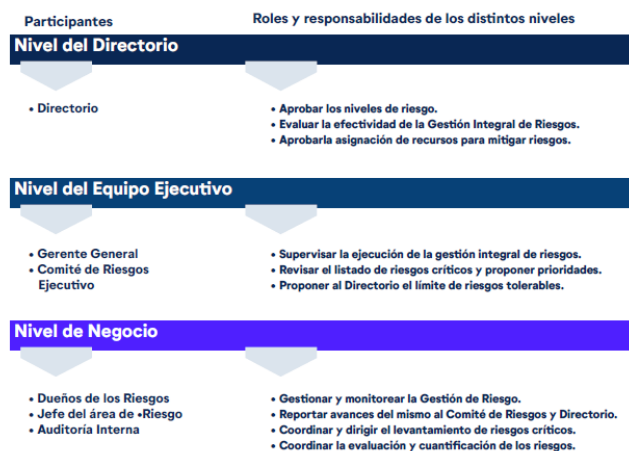 Participantes
Roles y responsabilidades de los distintos niveles
Nivel del Directorio
• Directorio
• Aprobar los niveles de riesgo.
• Evaluar la efectividad de la Gestión Integral de Riesgos.
• Aprobarla asignación de recursos para mitigar riesgos.
Nivel del Equipo Ejecutivo
• Gerente General
• Comité de Riesgos
Ejecutivo
• Supervisar la ejecución de la gestión integral de riesgos.
• Revisar el listado de riesgos críticos y proponer prioridades.
• Proponer al Directorio el límite de riesgos tolerables.
Nivel de Negocio
• Dueños de los Riesgos
• Jefe del área de •Riesgo
• Auditoría Interna
• Gestionar y monitorear la Gestión de Riesgo.
• Reportar avances del mismo al Comité de Riesgos y Directorio.
• Coordinar y dirigir el levantamiento de riesgos críticos.
• Coordinar la evaluación y cuantificación de los riesgos.